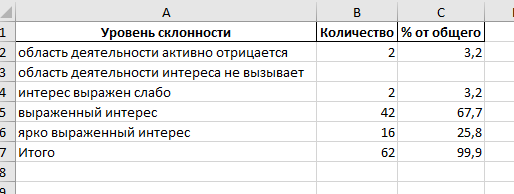 A B C
1 Уровень склонности Количество % от общего
2 область деятельности активно отрицается 2 3,2
3 область деятельности интереса не вызывает
4 интерес выражен слабо 2 3,2
5 выраженный интерес 42 67,7
6 ярко выраженный интерес 16 25,8
7 Итого 62 99,9
8